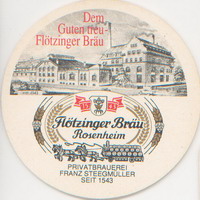 Dem
Guten treu-
Flötzinger Bräu
Flötzinger Bräu
Rosenheim
PRIVATBRAUEREI
FRANZ STEEGMÜLLER
SEIT 1543